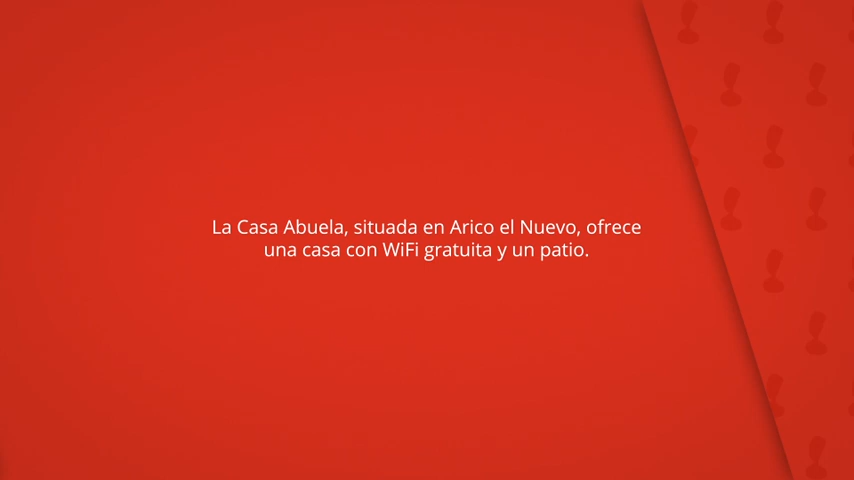 La Casa Abuela, situada en Arico el Nuevo, ofrece
una casa con WiFi gratuita y un patio.